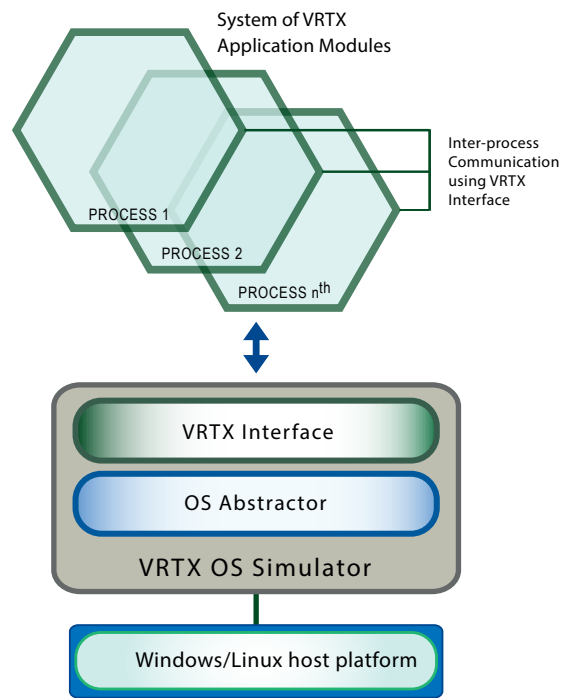 System of VRTX
Application Modules
Inter-process
Communication
using VRTX
Interface
PROCESS 1
PROCESS 2
PROCESS nth
VRTX Interface
OS Abstractor
VRTX OS Simulator
Windows/Linux host platform